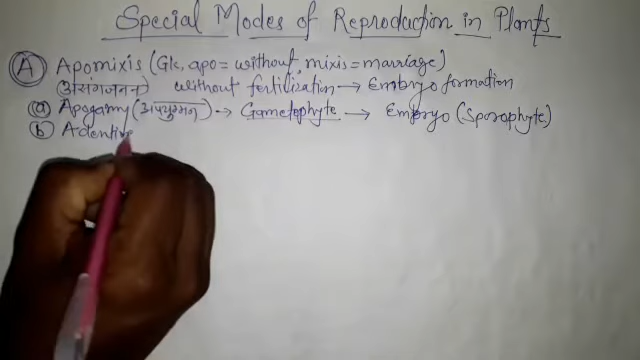 Special Modes of Reproduction in Plants
(A) Apomixis (Gk, apo = without, mixis = marriage)
(असंगजनन) without fertilisation → Embryo formation
(a) Apogamy (अपयुग्मन) → Gametophyte → Embryo (Sporophyte)
(b) Adentiv